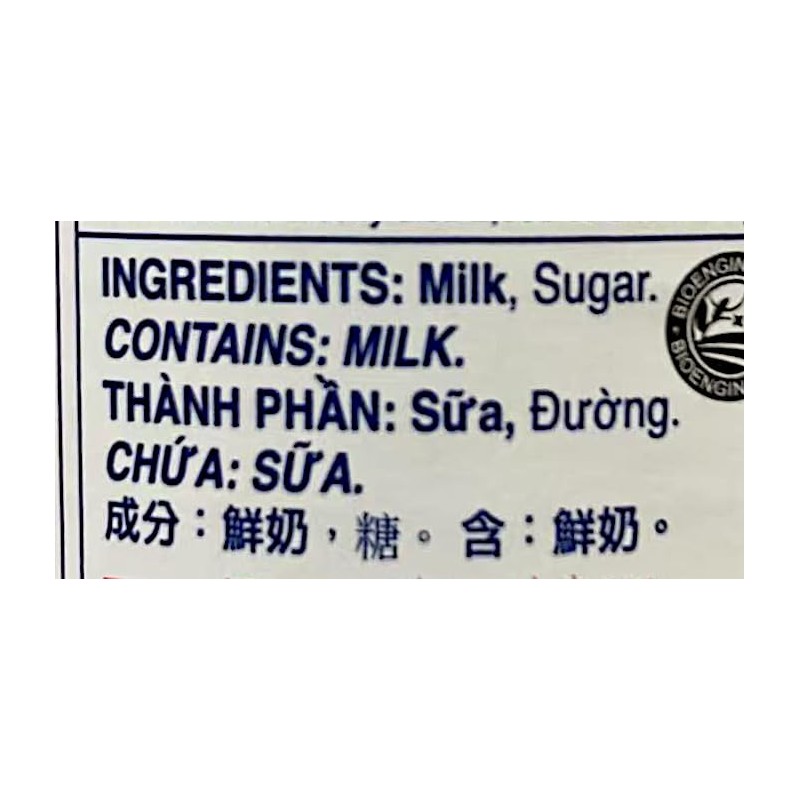 INGREDIENTS: Milk, Sugar.
CONTAINS: MILK.
THÀNH PHẦN: Sữa, Đường.
CHỨA: SỮA.
成分：鮮奶，糖。含：鮮奶。